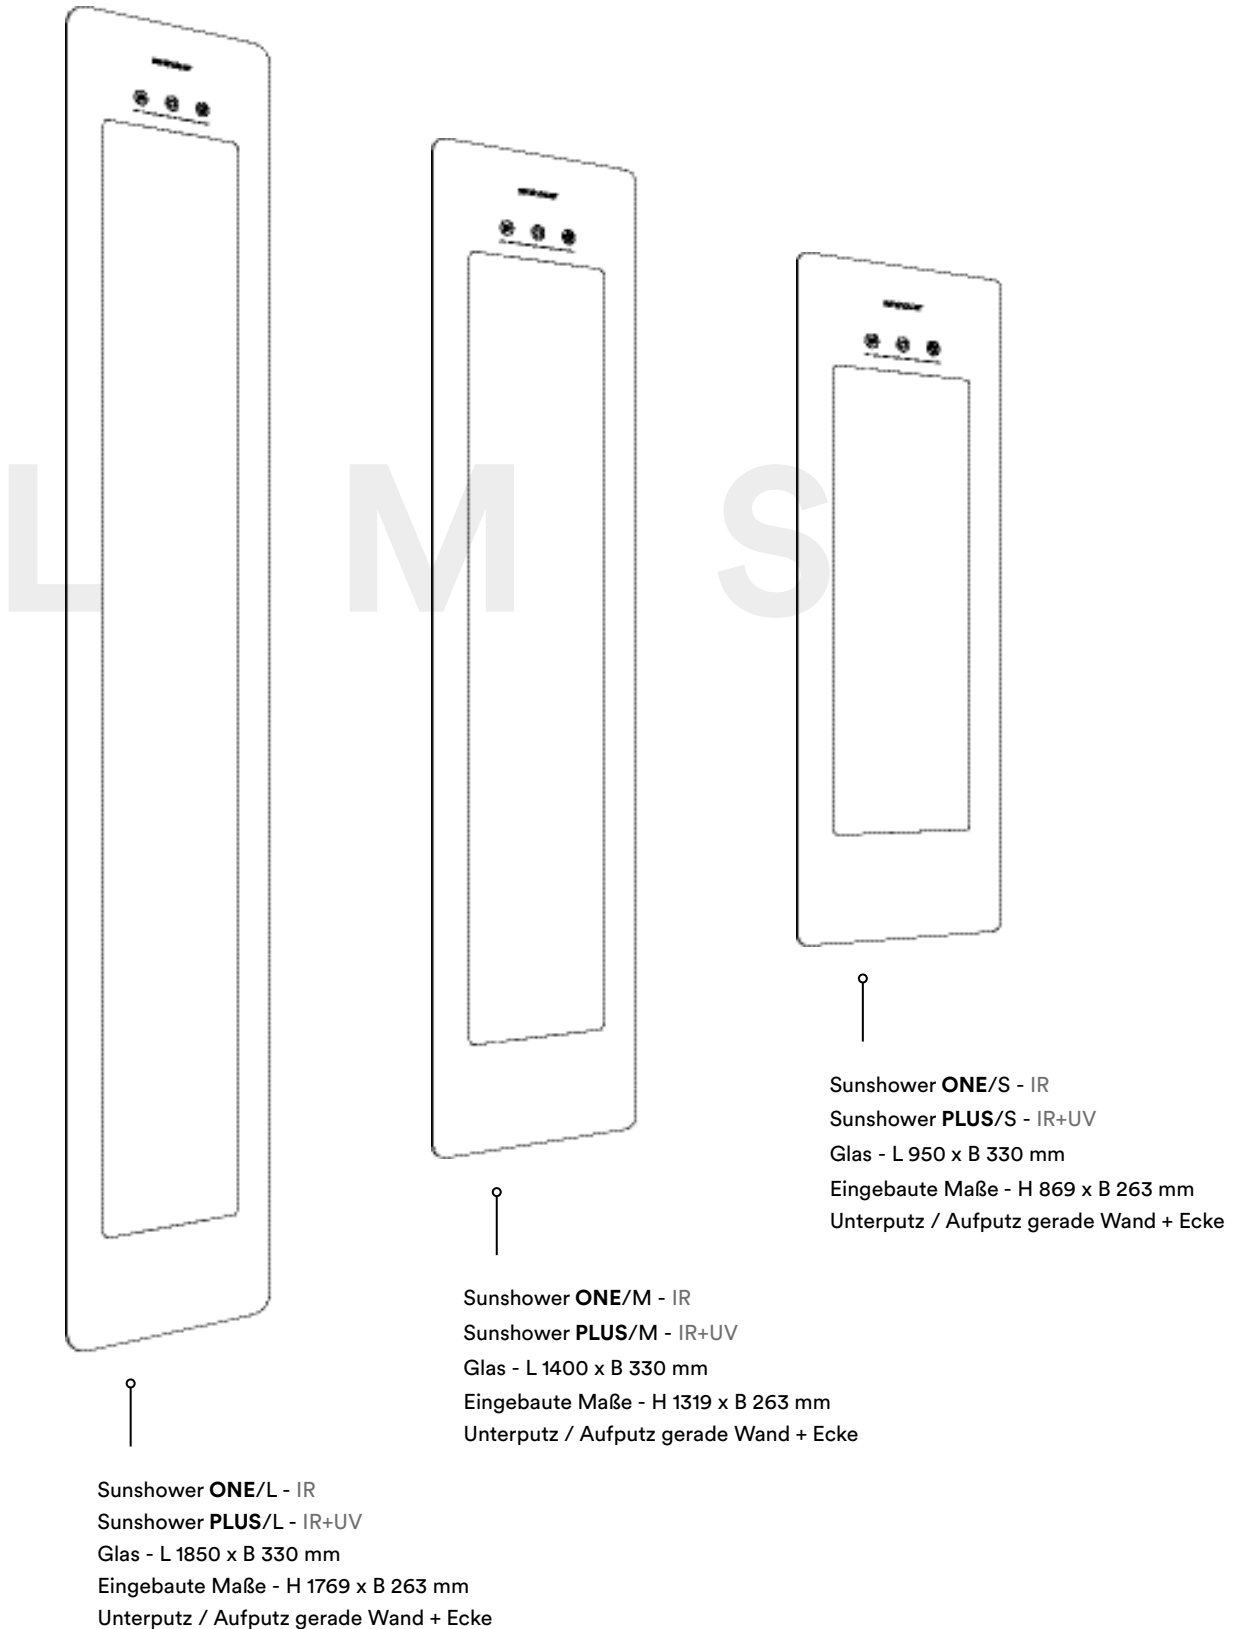 L
M
S
Sunshower ONE/S - IR
Sunshower PLUS/S - IR+UV
Glas - L 950 x B 330 mm
Eingebaute Maße - H 869 x B 263 mm
Unterputz / Aufputz gerade Wand + Ecke
Sunshower ONE/M - IR
Sunshower PLUS/M - IR+UV
Glas - L 1400 x B 330 mm
Eingebaute Maße - H 1319 x B 263 mm
Unterputz / Aufputz gerade Wand + Ecke
Sunshower ONE/L - IR
Sunshower PLUS/L - IR+UV
Glas - L 1850 x B 330 mm
Eingebaute Maße - H 1769 x B 263 mm
Unterputz / Aufputz gerade Wand + Ecke